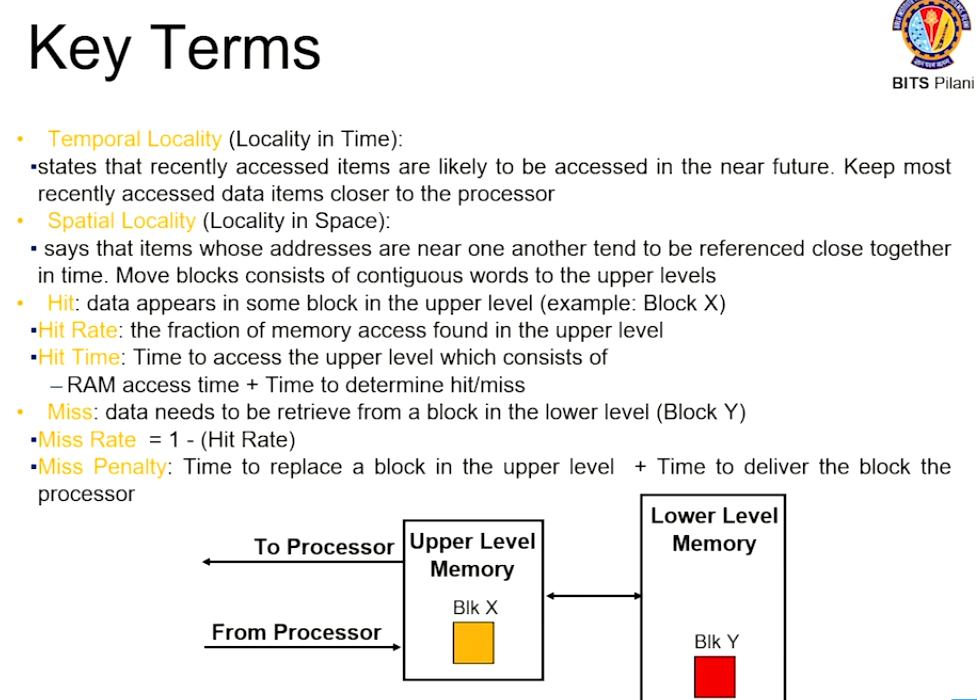 Key Terms
BITS Pilani
• Temporal Locality (Locality in Time):
▪states that recently accessed items are likely to be accessed in the near future. Keep most
recently accessed data items closer to the processor
• Spatial Locality (Locality in Space):
▪ says that items whose addresses are near one another tend to be referenced close together
in time. Move blocks consists of contiguous words to the upper levels
• Hit: data appears in some block in the upper level (example: Block X)
▪Hit Rate: the fraction of memory access found in the upper level
▪Hit Time: Time to access the upper level which consists of
– RAM access time + Time to determine hit/miss
• Miss: data needs to be retrieve from a block in the lower level (Block Y)
▪Miss Rate = 1 - (Hit Rate)
▪Miss Penalty: Time to replace a block in the upper level + Time to deliver the block the
processor
To Processor
From Processor
Upper Level
Memory
Blk X
Lower Level
Memory
Blk Y